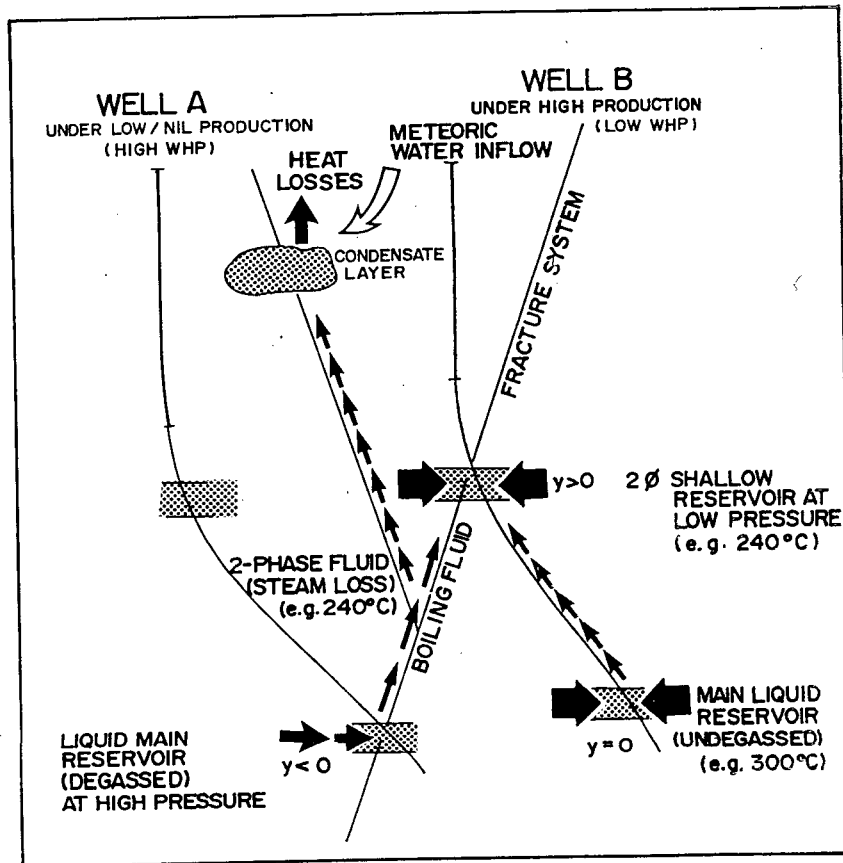 WELL A
UNDER LOW/NIL PRODUCTION
(HIGH WHP)
HEAT
LOSSES
METEORIC
WATER INFLOW
WELL B
UNDER HIGH PRODUCTION
(LOW WHP)
CONDENSATE
LAYER
FRACTURE SYSTEM
y>0
2Ø SHALLOW
RESERVOIR AT
LOW PRESSURE
(e.g. 240°C)
2-PHASE FLUID
(STEAM LOSS)
(e.g. 240°C)
BOILING FLUID
LIQUID MAIN
RESERVOIR
(DEGASSED)
AT HIGH PRESSURE
y<0
y=0
MAIN LIQUID
RESERVOIR
(UNDEGASSED)
(e.g. 300°C)